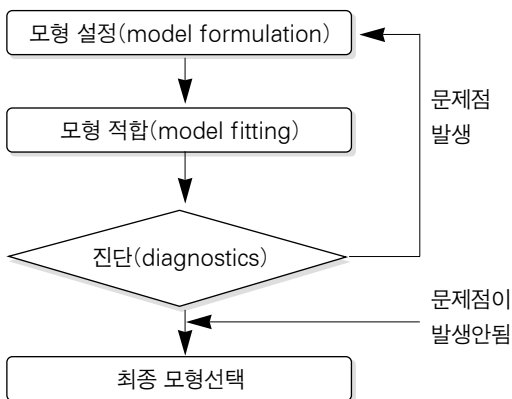 모형 설정(model formulation)
문제점
발생
모형 적합(model fitting)
진단(diagnostics)
문제점이
발생안됨
최종 모형선택